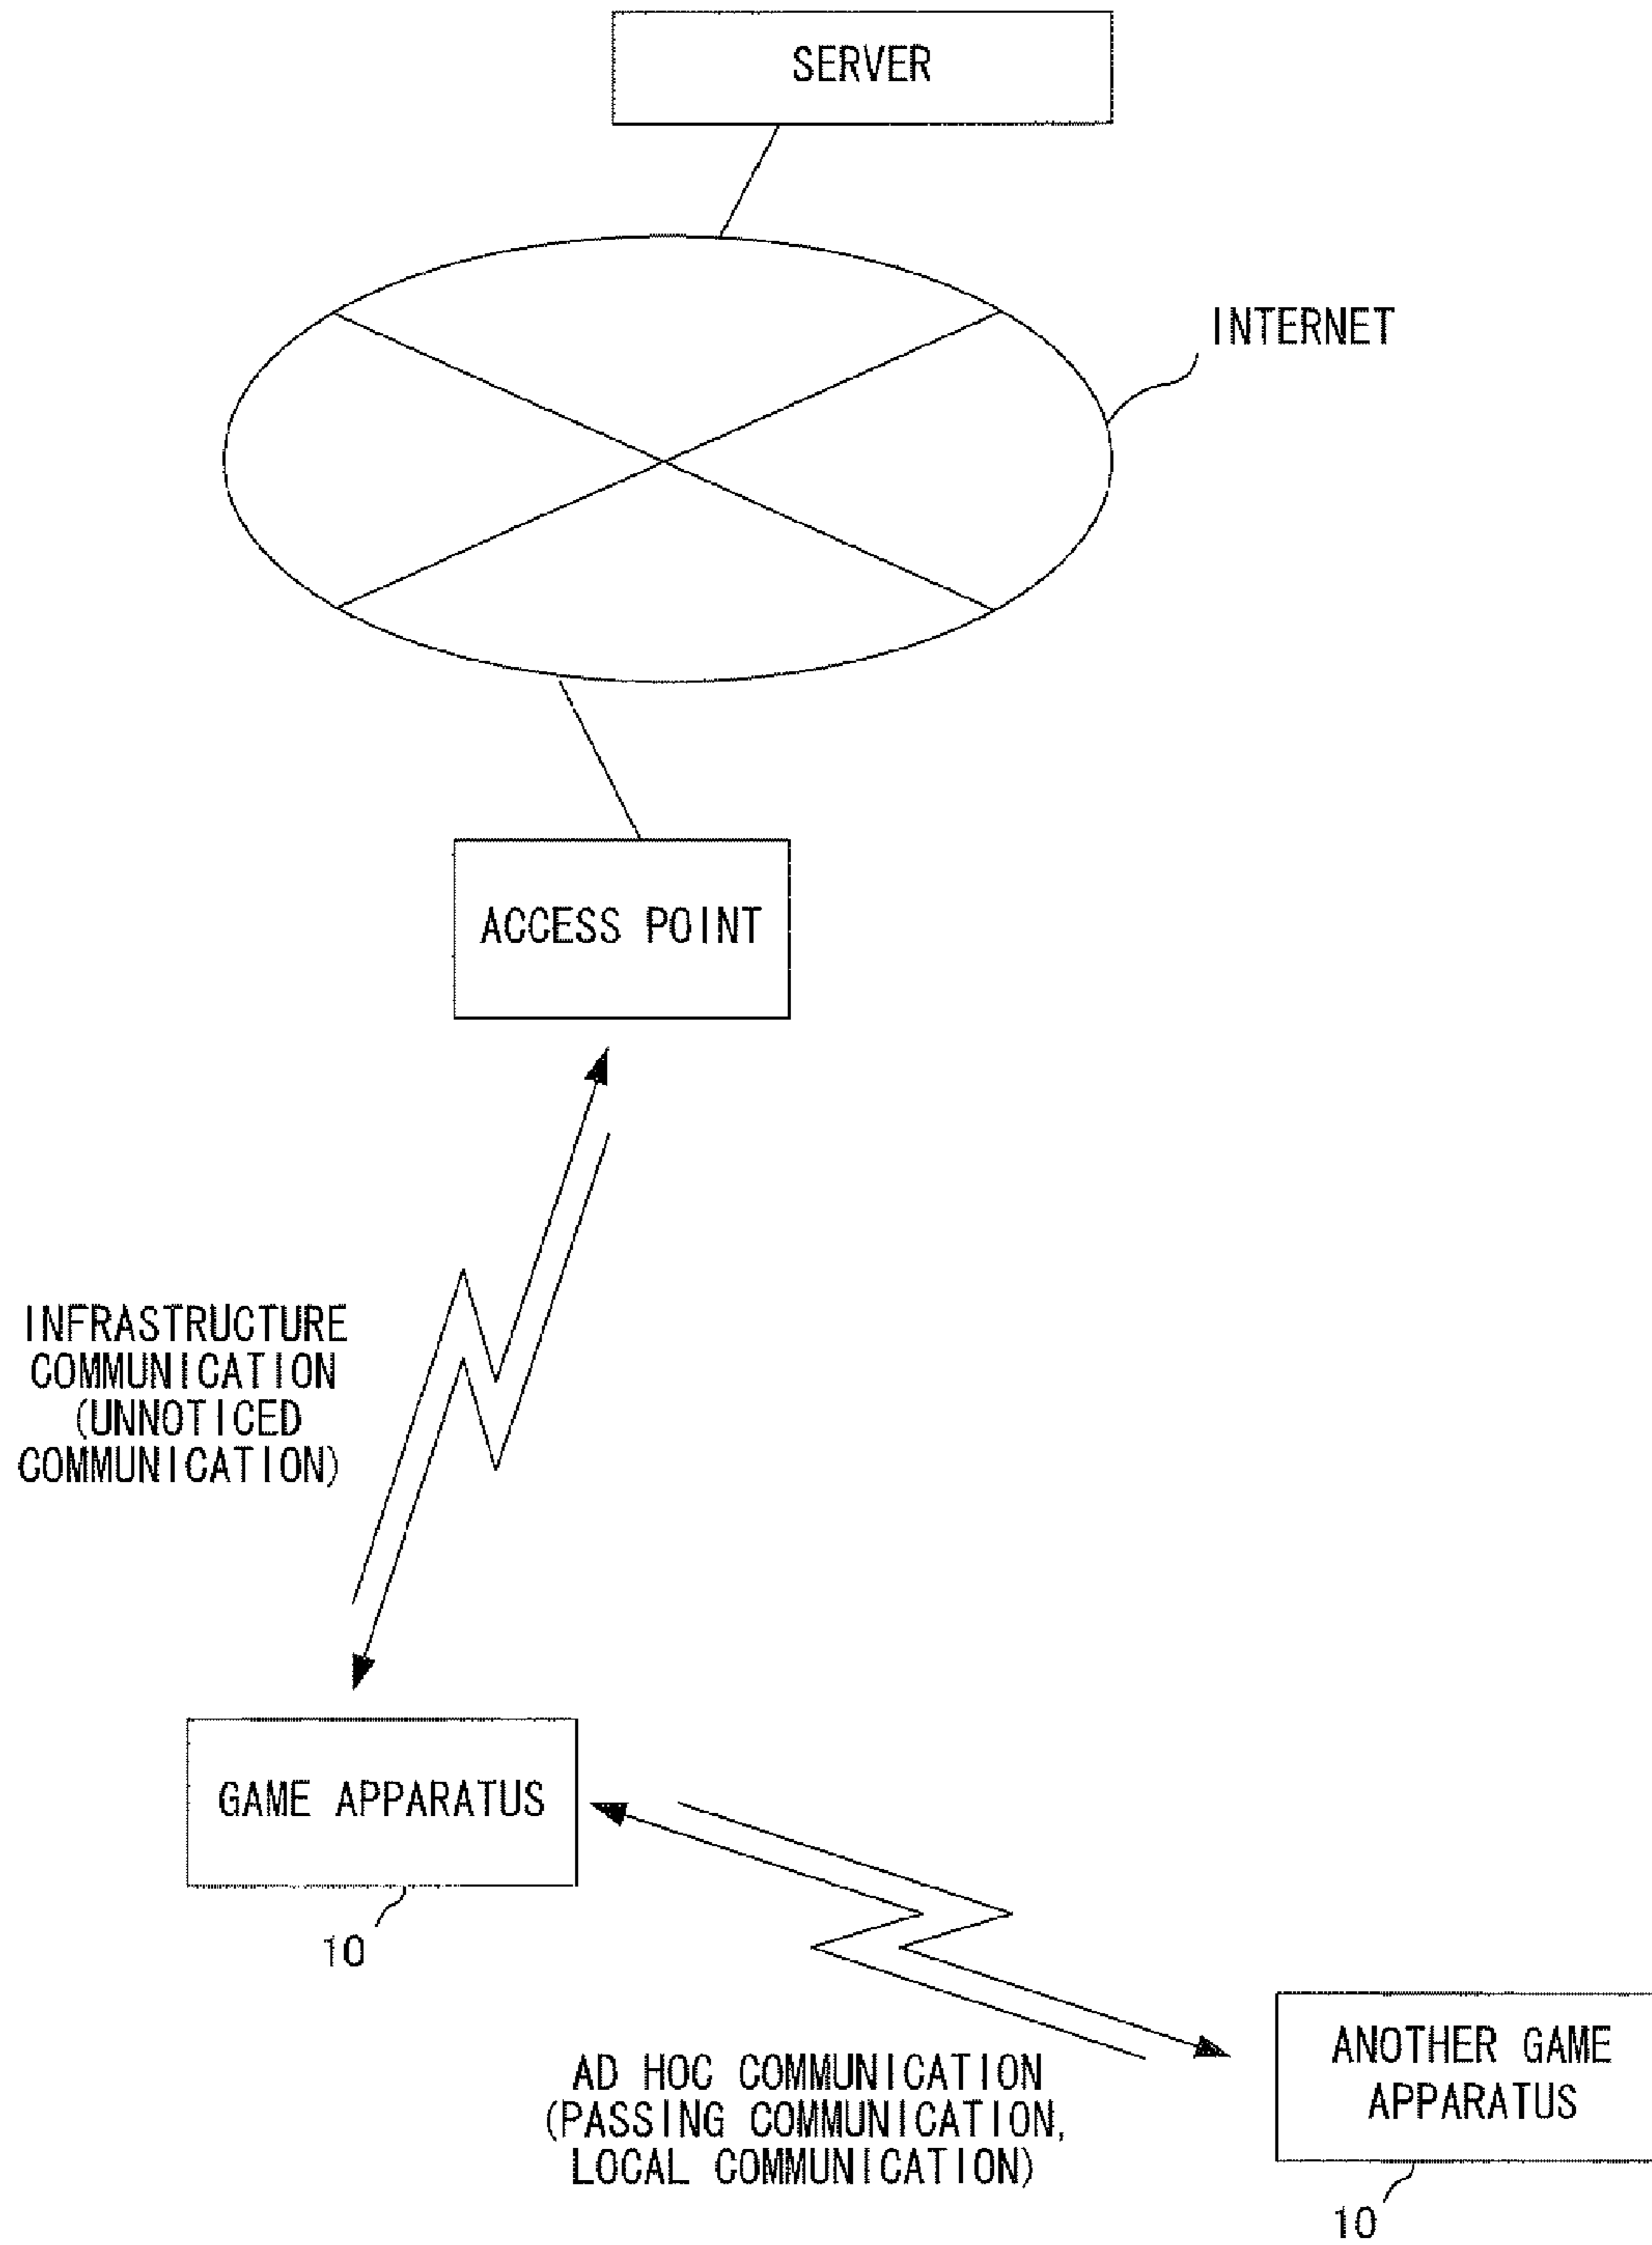 SERVER
INTERNET
ACCESS POINT
INFRASTRUCTURE
COMMUNICATION
(UNNOTICED
COMMUNICATION)
GAME APPARATUS
10
AD HOC COMMUNICATION
(PASSING COMMUNICATION,
LOCAL COMMUNICATION)
ANOTHER GAME
APPARATUS
10